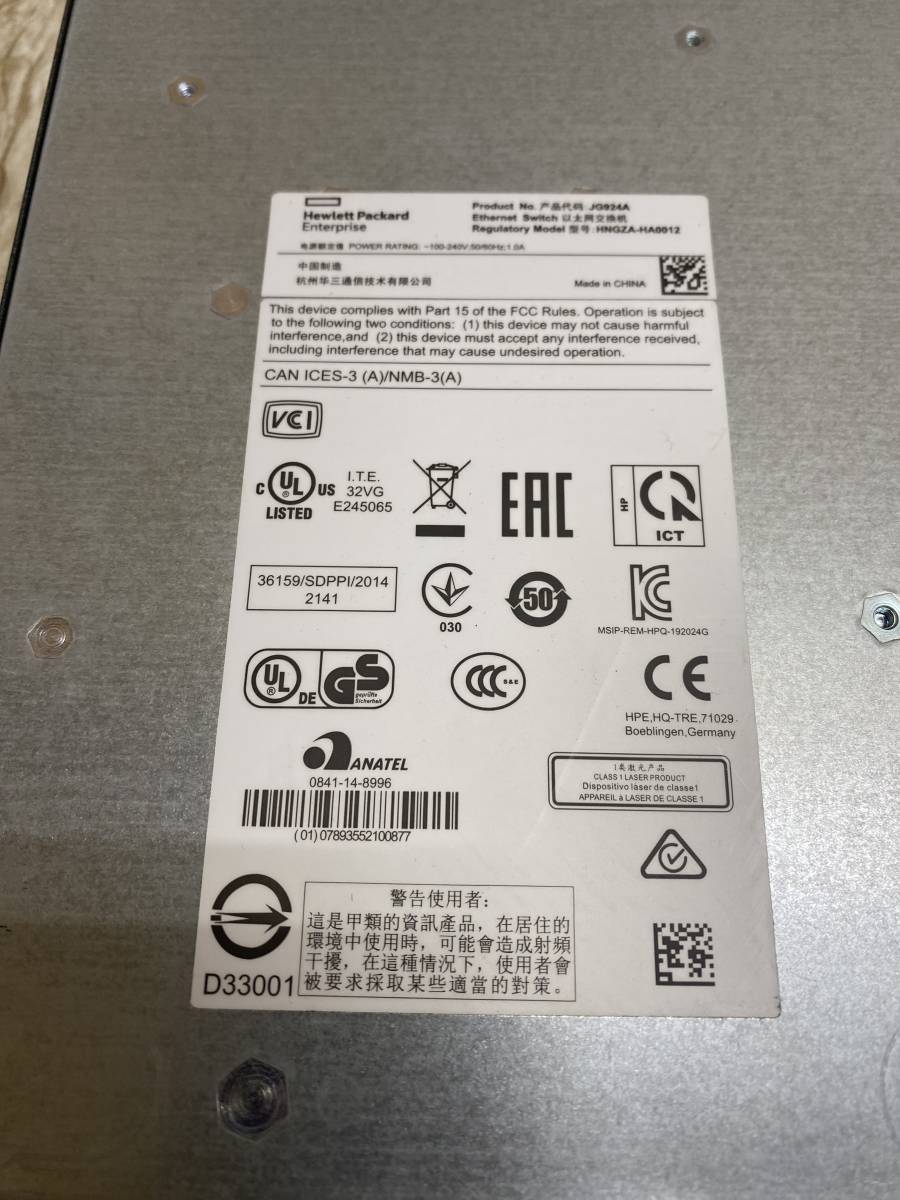 Hewlett Packard
Enterprise
Product No. 产品代码: JG924A
Ethernet Switch 以太网交换机
Regulatory Model 型号: HNGZA-HA0012
电源额定值 POWER RATING: ~100-240V;50/60Hz;1.0A
中国制造
杭州华三通信技术有限公司
Made in CHINA
This device complies with Part 15 of the FCC Rules. Operation is subject
to the following two conditions: (1) this device may not cause harmful
interference,and (2) this device must accept any interference received,
including interference that may cause undesired operation.
CAN ICES-3 (A)/NMB-3(A)
VCI
C UL US
LISTED
I.T.E.
32VG
E245065
EAC
HP
ICT
36159/SDPPI/2014
2141
030
50
KC
MSIP-REM-HPQ-192024G
UL DE
GS
geprüfte
Sicherheit
CCC S&E
CE
HPE,HQ-TRE,71029
Boeblingen,Germany
ANATEL
0841-14-8996
(01)07893552100877
1类激光产品
CLASS 1 LASER PRODUCT
Dispositivo làser de classe1
APPAREIL à LASER DE CLASSE 1
D33001
警告使用者:
這是甲類的資訊產品，在居住的
環境中使用時，可能會造成射頻
干擾，在這種情況下，使用者會
被要求採取某些適當的對策。